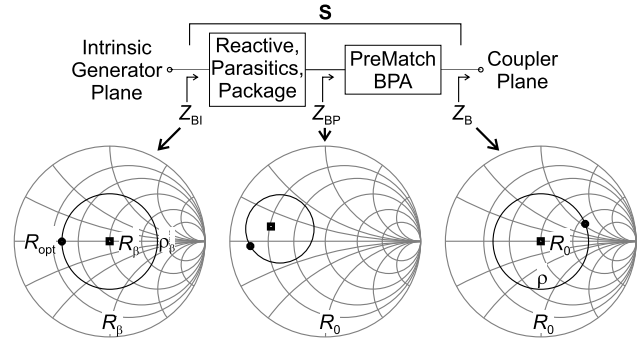 S
Intrinsic
Generator
Plane
Reactive,
Parasitics,
Package
PreMatch
BPA
Coupler
Plane
Z_BI
Z_BP
Z_B
R_opt
R_β
ρ_β
R_β
R_0
R_0
ρ
R_0